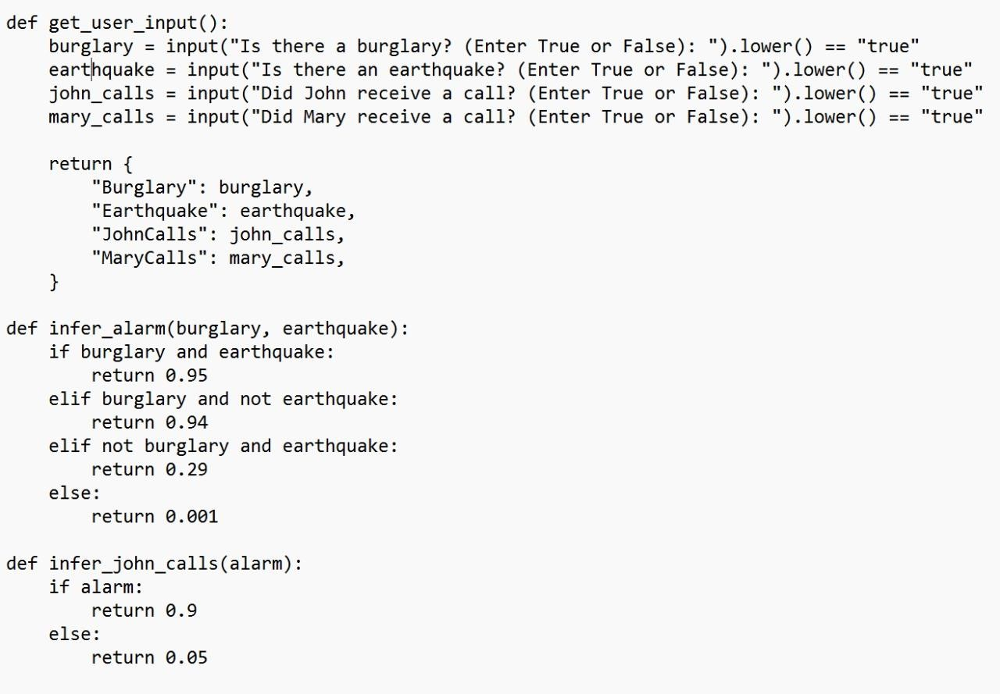 def get_user_input():
    burglary = input("Is there a burglary? (Enter True or False): ").lower() == "true"
    earthquake = input("Is there an earthquake? (Enter True or False): ").lower() == "true"
    john_calls = input("Did John receive a call? (Enter True or False): ").lower() == "true"
    mary_calls = input("Did Mary receive a call? (Enter True or False): ").lower() == "true"

    return {
        "Burglary": burglary,
        "Earthquake": earthquake,
        "JohnCalls": john_calls,
        "MaryCalls": mary_calls,
    }

def infer_alarm(burglary, earthquake):
    if burglary and earthquake:
        return 0.95
    elif burglary and not earthquake:
        return 0.94
    elif not burglary and earthquake:
        return 0.29
    else:
        return 0.001

def infer_john_calls(alarm):
    if alarm:
        return 0.9
    else:
        return 0.05